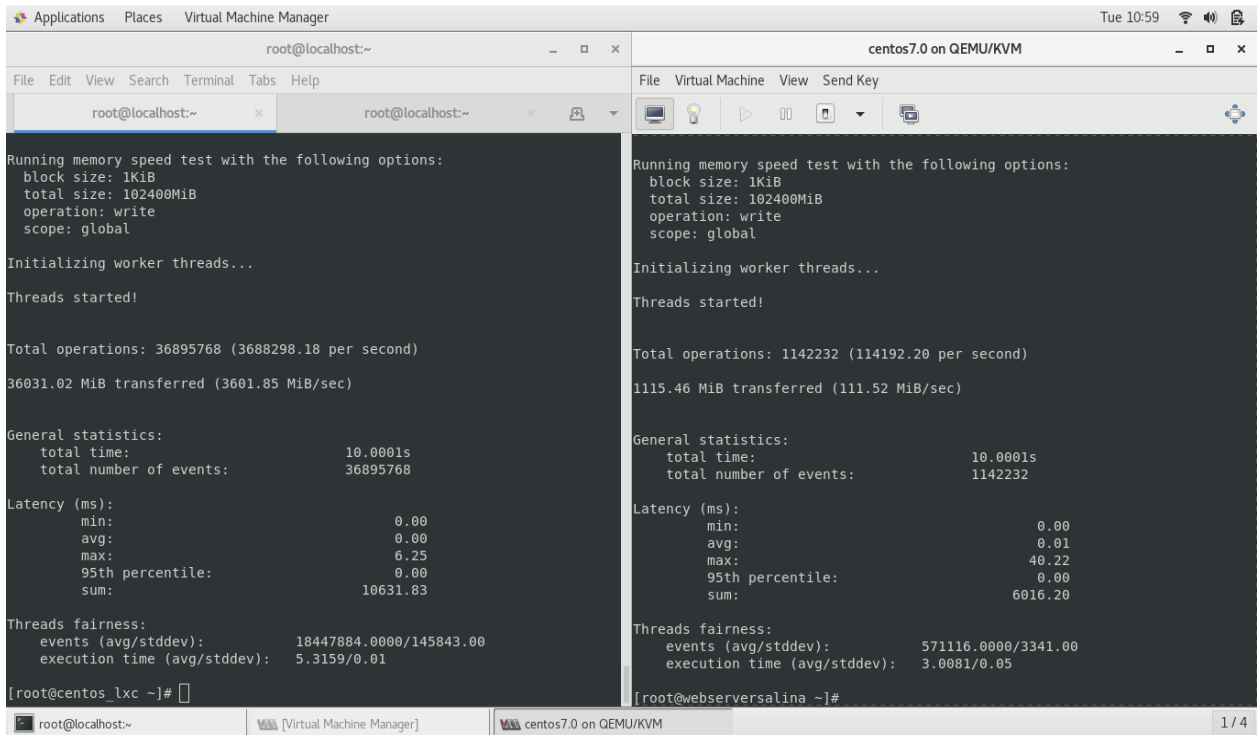 Applications Places Virtual Machine Manager Tue 10:59
root@localhost:~
File Edit View Search Terminal Tabs Help
root@localhost:~ root@localhost:~
Running memory speed test with the following options:
block size: 1KiB
total size: 102400MiB
operation: write
scope: global
Initializing worker threads...
Threads started!
Total operations: 36895768 (3688298.18 per second)
36031.02 MiB transferred (3601.85 MiB/sec)
General statistics:
total time: 10.0001s
total number of events: 36895768
Latency (ms):
min: 0.00
avg: 0.00
max: 6.25
95th percentile: 0.00
sum: 10631.83
Threads fairness:
events (avg/stddev): 18447884.0000/145843.00
execution time (avg/stddev): 5.3159/0.01
[root@centos_lxc ~]#
centos7.0 on QEMU/KVM
File Virtual Machine View Send Key
Running memory speed test with the following options:
block size: 1KiB
total size: 102400MiB
operation: write
scope: global
Initializing worker threads...
Threads started!
Total operations: 1142232 (114192.20 per second)
1115.46 MiB transferred (111.52 MiB/sec)
General statistics:
total time: 10.0001s
total number of events: 1142232
Latency (ms):
min: 0.00
avg: 0.01
max: 40.22
95th percentile: 0.00
sum: 6016.20
Threads fairness:
events (avg/stddev): 571116.0000/3341.00
execution time (avg/stddev): 3.0081/0.05
[root@webserversalina ~]#
root@localhost:~ [Virtual Machine Manager] centos7.0 on QEMU/KVM 1 / 4